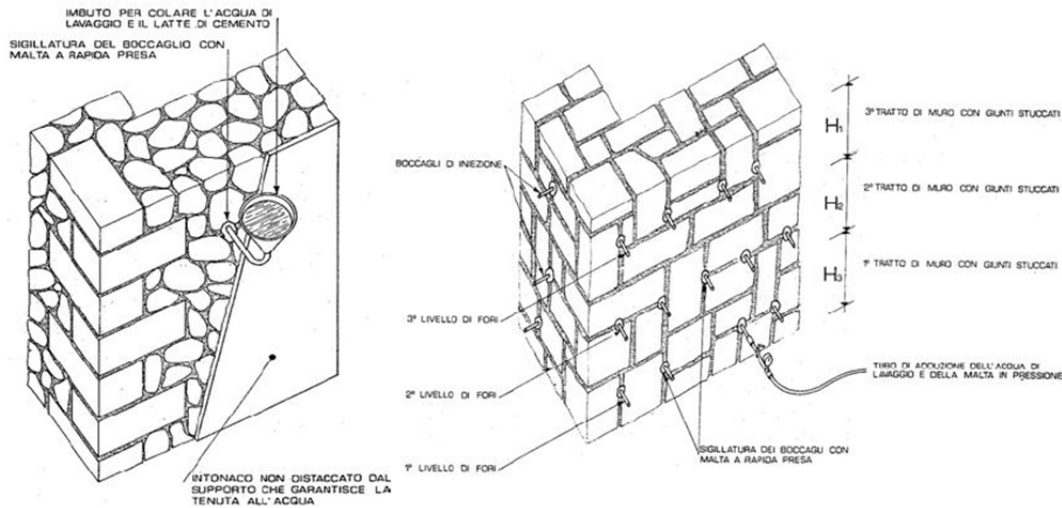 IMBUTO PER COLARE L'ACQUA DI
LAVAGGIO E IL LATTE DI CEMENTO
SIGILLATURA DEL BOCCAGLIO CON
MALTA A RAPIDA PRESA
INTONACO NON DISTACCATO DAL
SUPPORTO CHE GARANTISCE LA
TENUTA ALL'ACQUA
BOCCAGLI DI INIEZIONE
3° LIVELLO DI FORI
2° LIVELLO DI FORI
1° LIVELLO DI FORI
H1
3° TRATTO DI MURO CON GIUNTI STUCCATI
H2
2° TRATTO DI MURO CON GIUNTI STUCCATI
H3
1° TRATTO DI MURO CON GIUNTI STUCCATI
TUBO DI ADDUZIONE DELL'ACQUA DI
LAVAGGIO E DELLA MALTA IN PRESSIONE
SIGILLATURA DEI BOCCAGLI CON
MALTA A RAPIDA PRESA